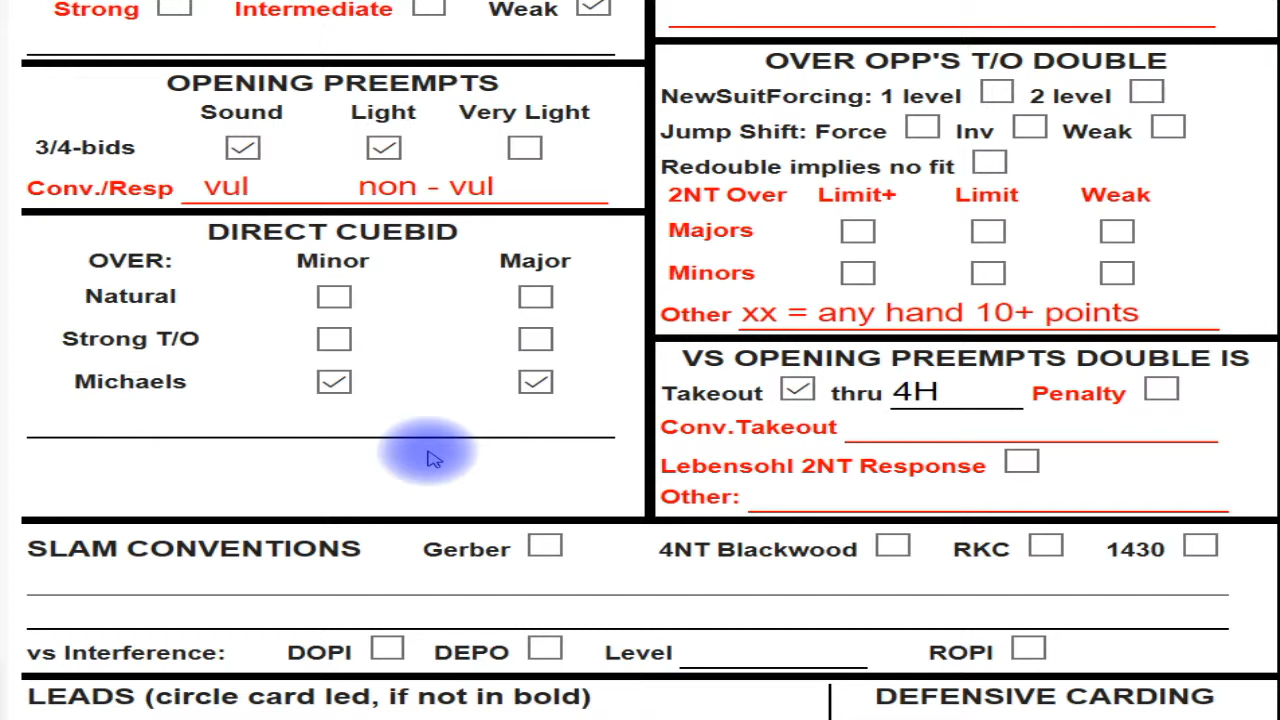 Strong Intermediate Weak
OPENING PREEMPTS
Sound Light Very Light
3/4-bids
Conv./Resp vul non - vul
DIRECT CUEBID
OVER: Minor Major
Natural
Strong T/O
Michaels
OVER OPP'S T/O DOUBLE
NewSuitForcing: 1 level 2 level
Jump Shift: Force Inv Weak
Redouble implies no fit
2NT Over Limit+ Limit Weak
Majors
Minors
Other xx = any hand 10+ points
VS OPENING PREEMPTS DOUBLE IS
Takeout thru 4H Penalty
Conv.Takeout
Lebensohl 2NT Response
Other:
SLAM CONVENTIONS Gerber 4NT Blackwood RKC 1430
vs Interference: DOPI DEPO Level ROPI
LEADS (circle card led, if not in bold)
DEFENSIVE CARDING